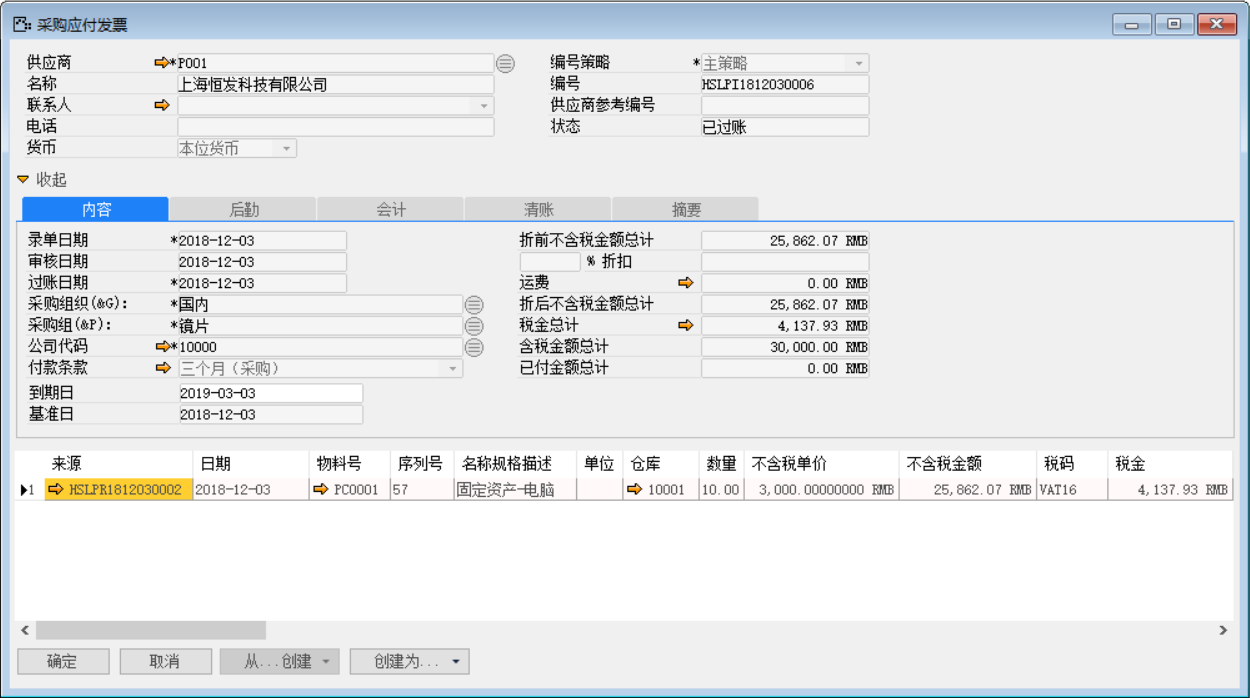 采购应付发票
供应商 *P001 编号策略 *主策略
名称 上海恒发科技有限公司 编号 HSLPI1812030006
联系人 供应商参考编号
电话 状态 已过账
货币 本位货币
收起
内容 后勤 会计 清账 摘要
录单日期 *2018-12-03 折前不含税金额总计 25,862.07 RMB
审核日期 2018-12-03 % 折扣
过账日期 *2018-12-03 运费 0.00 RMB
采购组织(&G): *国内 折后不含税金额总计 25,862.07 RMB
采购组(&P): *镜片 税金总计 4,137.93 RMB
公司代码 *10000 含税金额总计 30,000.00 RMB
付款条款 三个月（采购） 已付金额总计 0.00 RMB
到期日 2019-03-03
基准日 2018-12-03
来源 日期 物料号 序列号 名称规格描述 单位 仓库 数量 不含税单价 不含税金额 税码 税金
1 HSLPR1812030002 2018-12-03 PC0001 57 固定资产-电脑 10001 10.00 3,000.00000000 RMB 25,862.07 RMB VAT16 4,137.93 RMB
确定 取消 从...创建 创建为...